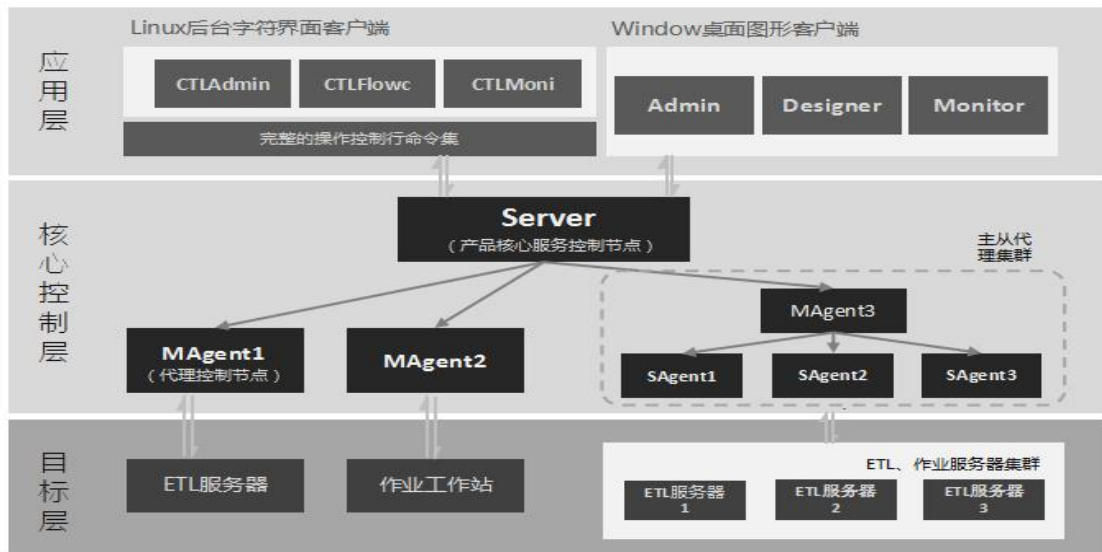 Linux后台字符界面客户端
Window桌面图形客户端
应用层
CTLAdmin
CTLFlowc
CTLMoni
Admin
Designer
Monitor
完整的操作控制行命令集
核心控制层
Server
（产品核心服务控制节点）
主从代
理集群
MAgent3
MAgent1
（代理控制节点）
MAgent2
SAgent1
SAgent2
SAgent3
目标层
ETL服务器
作业工作站
ETL、作业服务器集群
ETL服务器
1
ETL服务器
2
ETL服务器
3